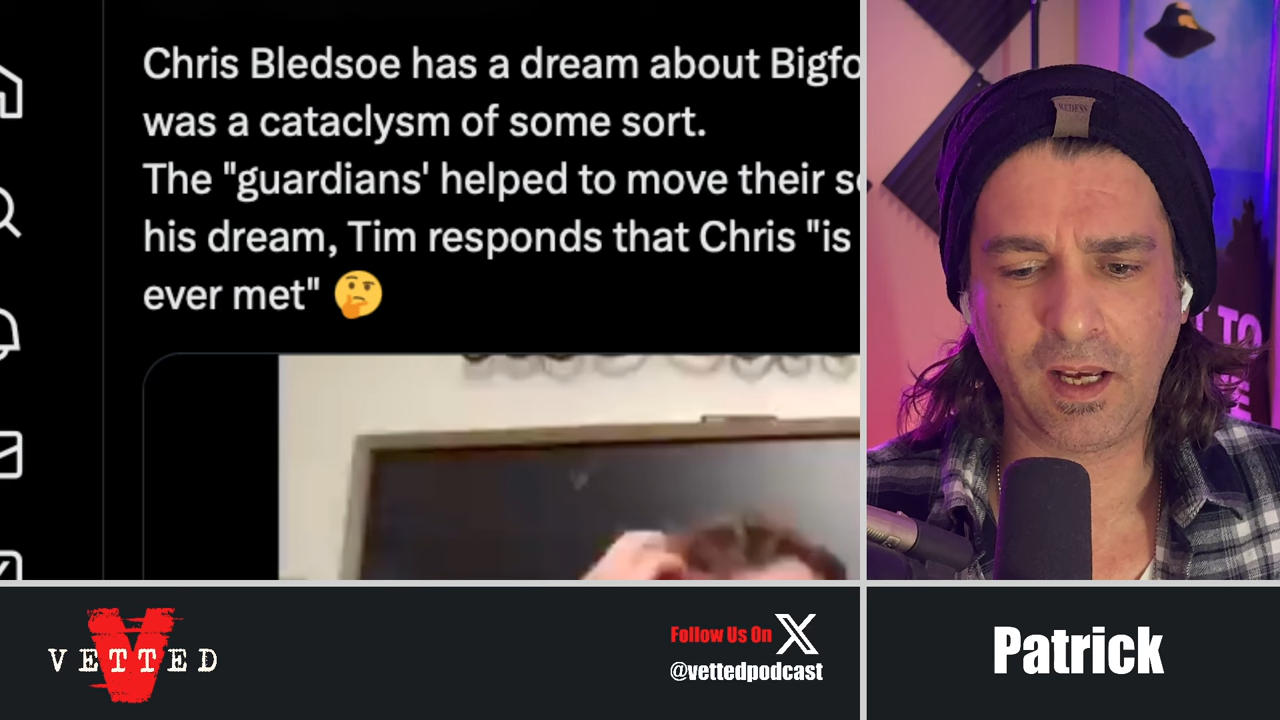 Chris Bledsoe has a dream about Bigfo
was a cataclysm of some sort.
The "guardians' helped to move their s
his dream, Tim responds that Chris "is
ever met" 🤔
VETTED
Follow Us On X
@vettedpodcast
Patrick